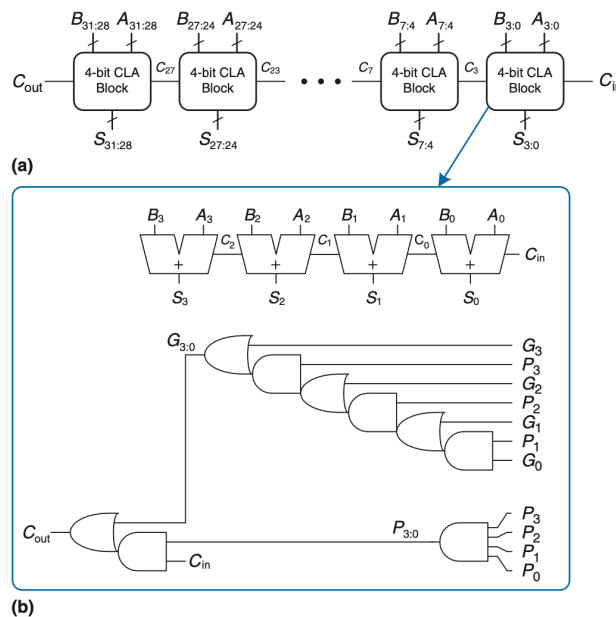 B31:28 A31:28 B27:24 A27:24 B7:4 A7:4 B3:0 A3:0
Cout 4-bit CLA Block C27 4-bit CLA Block C23 • • • C7 4-bit CLA Block C3 4-bit CLA Block Ci
S31:28 S27:24 S7:4 S3:0
(a)
B3 A3 B2 A2 B1 A1 B0 A0
+ C2 + C1 + C0 + Cin
S3 S2 S1 S0
G3:0 G3
P3
G2
P2
G1
P1
G0
P3
Cout P3:0 P2
P1
Cin P0
(b)